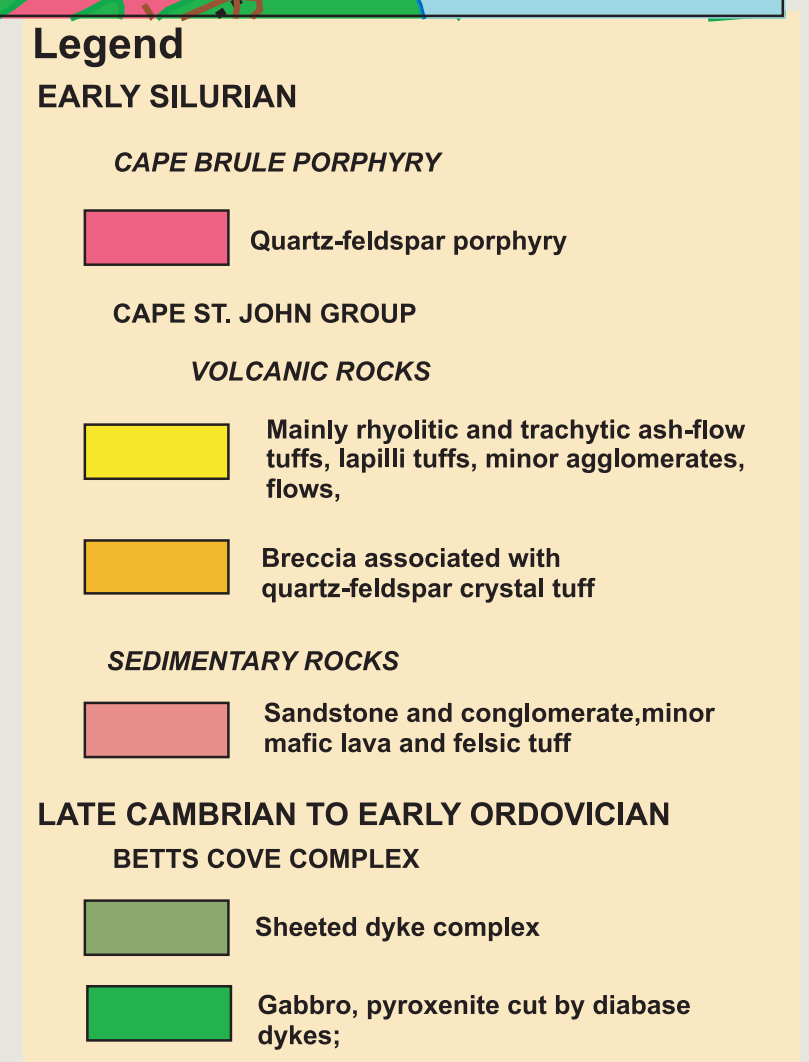 Legend
EARLY SILURIAN
CAPE BRULE PORPHYRY
Quartz-feldspar porphyry
CAPE ST. JOHN GROUP
VOLCANIC ROCKS
Mainly rhyolitic and trachytic ash-flow
tuffs, lapilli tuffs, minor agglomerates,
flows,
Breccia associated with
quartz-feldspar crystal tuff
SEDIMENTARY ROCKS
Sandstone and conglomerate,minor
mafic lava and felsic tuff
LATE CAMBRIAN TO EARLY ORDOVICIAN
BETTS COVE COMPLEX
Sheeted dyke complex
Gabbro, pyroxenite cut by diabase
dykes;